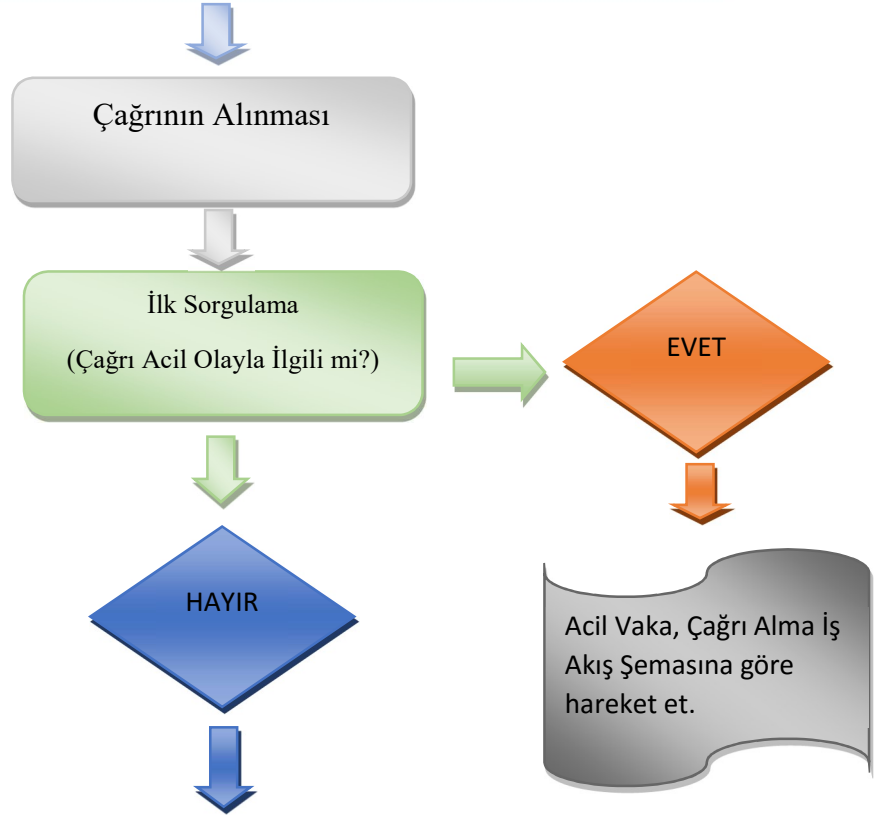 Çağrının Alınması
İlk Sorgulama
(Çağrı Acil Olayla İlgili mi?)
EVET
HAYIR
Acil Vaka, Çağrı Alma İş
Akış Şemasına göre
hareket et.